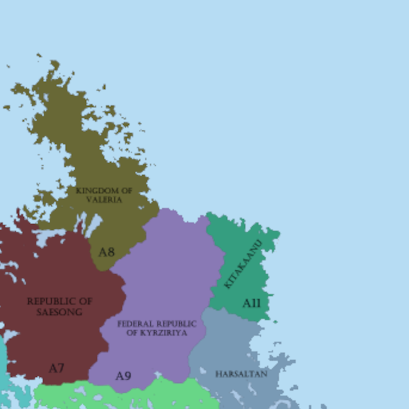 KINGDOM OF
VALERIA
A8
KITAKAANU
A11
REPUBLIC OF
SAESONG
A7
FEDERAL REPUBLIC
OF KYRZIRIYA
A9
HARSALTAN